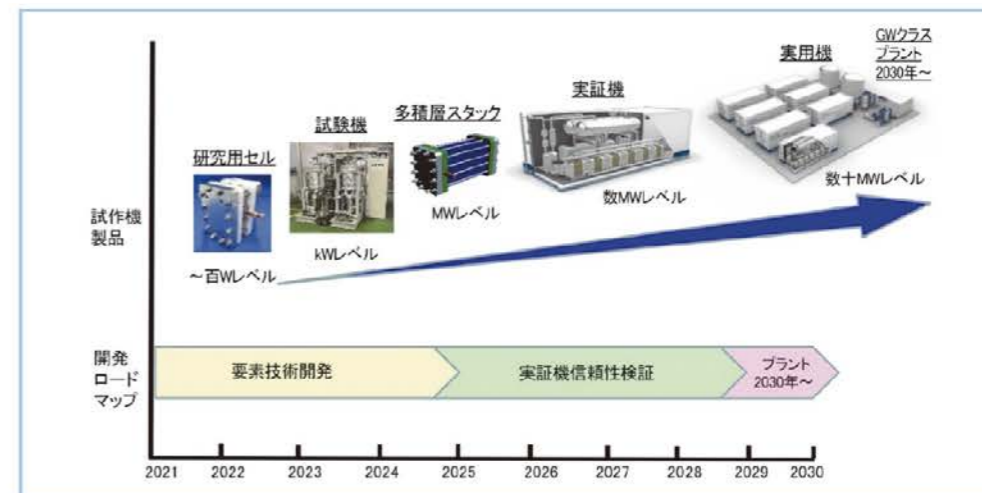 GWクラス
プラント
2030年～
実用機
実証機
多積層スタック
試験機
研究用セル
数十MWレベル
数MWレベル
MWレベル
kWレベル
～百Wレベル
試作機
製品
開発
ロード
マップ
要素技術開発
実証機信頼性検証
プラント
2030年～
2021 2022 2023 2024 2025 2026 2027 2028 2029 2030